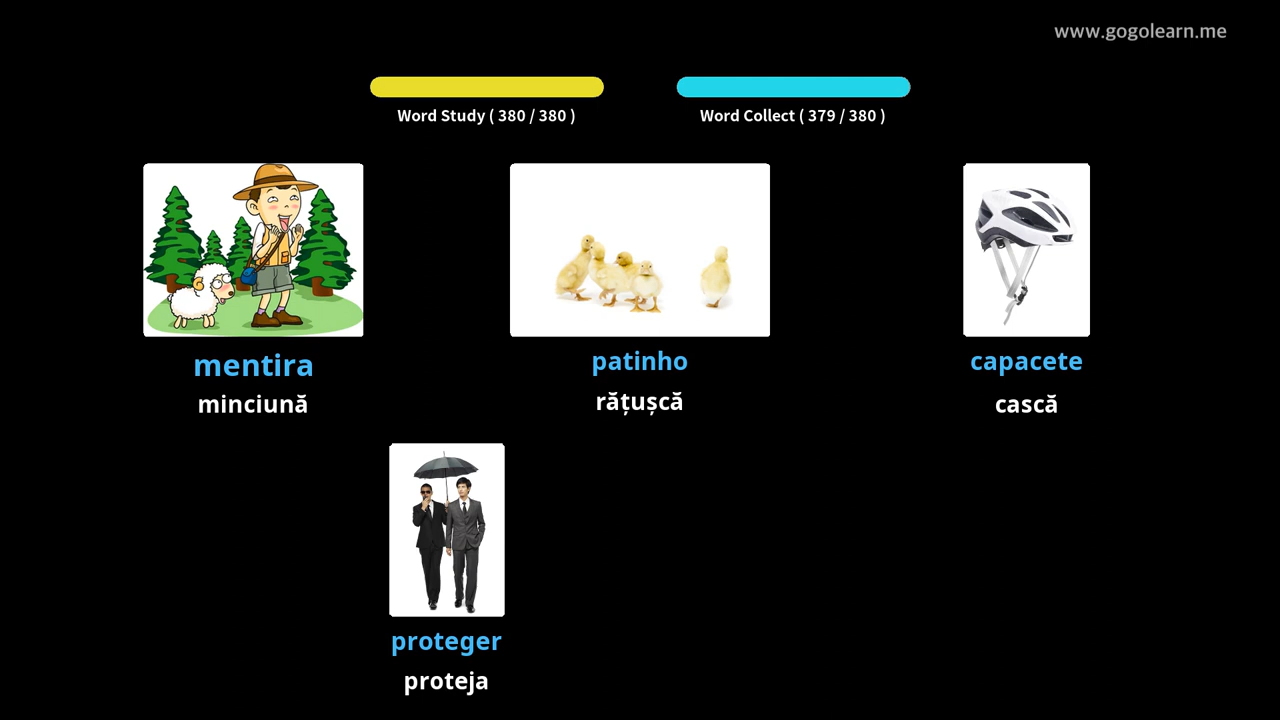 www.gogolearn.me
Word Study ( 380 / 380 )
Word Collect ( 379 / 380 )
mentira
minciună
patinho
rățușcă
capacete
cască
proteger
proteja